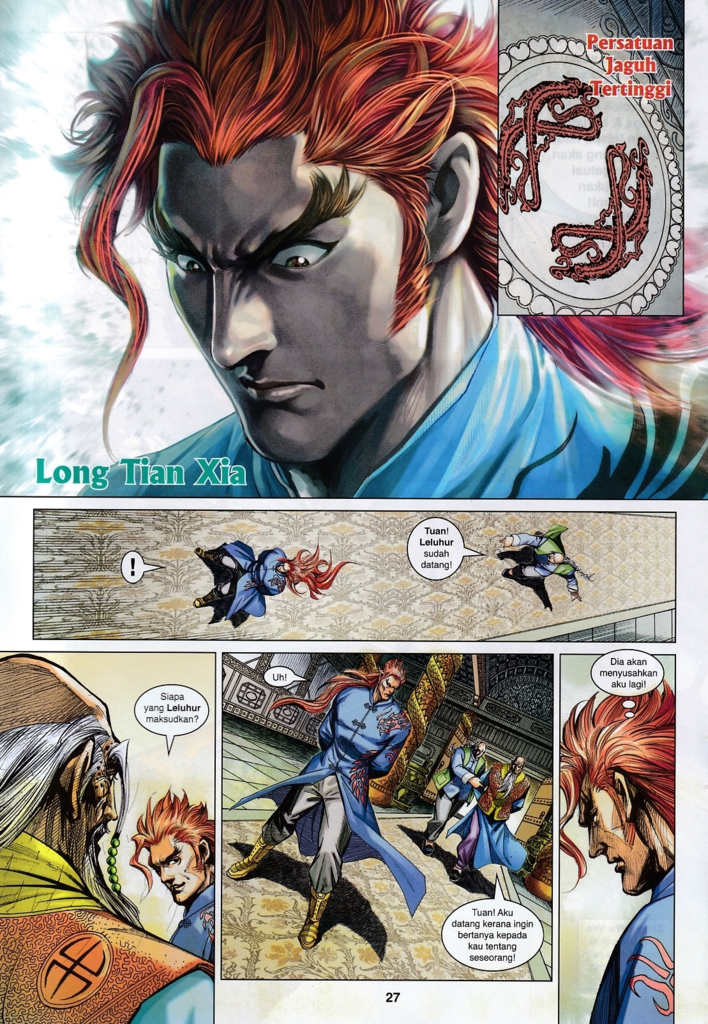 Persatuan
Jaguh
Tertinggi
Long Tian Xia
!
Tuan!
Leluhur
sudah
datang!
Siapa
yang Leluhur
maksudkan?
Uh!
Tuan! Aku
datang kerana ingin
bertanya kepada
kau tentang
seseorang!
Dia akan
menyusahkan
aku lagi!
27